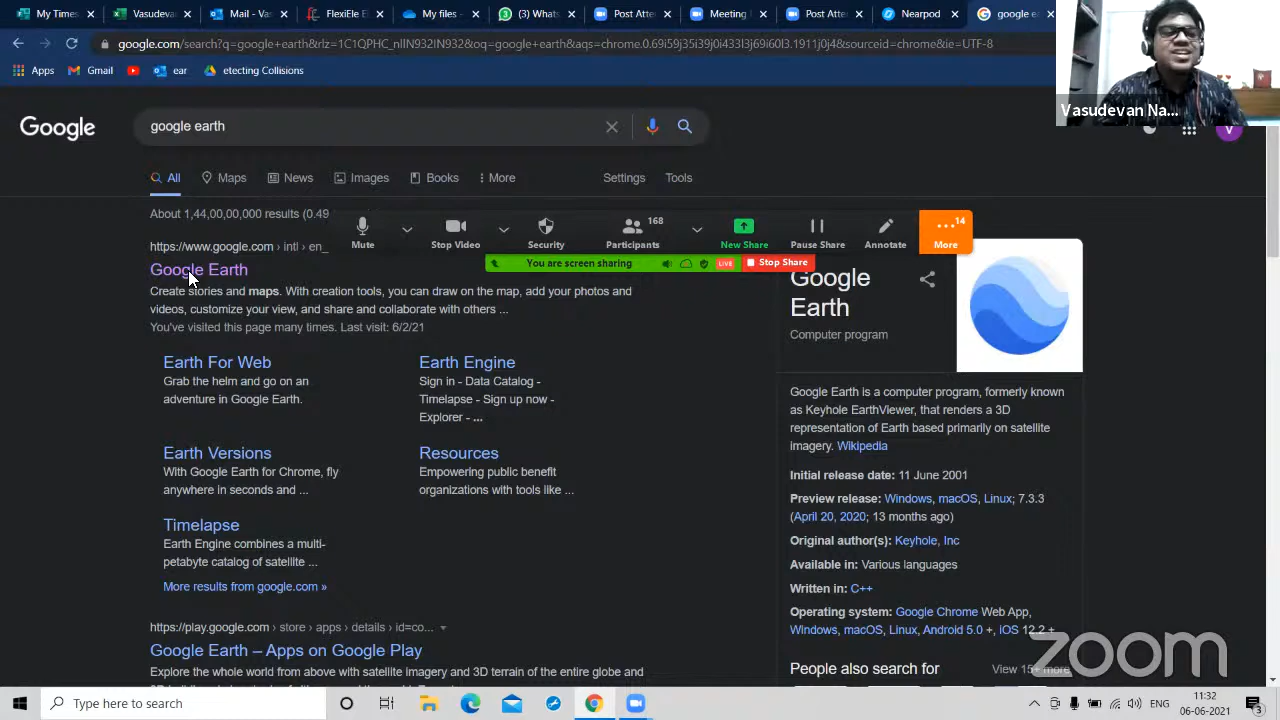 My Times
Vasudevan
Mail - Vas
FlexiFile E
My files -
(3) Whats
Post Atten
Meeting I
Post Atten
Nearpod
google ea
google.com/search?q=google+earth&rlz=1C1QPHC_nlIN932IN932&oq=google+earth&aqs=chrome.0.69i59j35i39j0i433l3j69i60l3.1911j0j4&sourceid=chrome&ie=UTF-8
Apps
Gmail
ear
etecting Collisions
Vasudevan Na...
Google
google earth
V
All
Maps
News
Images
Books
More
Settings
Tools
About 1,44,00,00,000 results (0.49
Mute
Stop Video
Security
168
Participants
New Share
Pause Share
Annotate
14
More
You are screen sharing
LIVE
Stop Share
https://www.google.com › intl › en_
Google Earth
Create stories and maps. With creation tools, you can draw on the map, add your photos and
videos, customize your view, and share and collaborate with others ...
You've visited this page many times. Last visit: 6/2/21
Earth For Web
Grab the helm and go on an
adventure in Google Earth.
Earth Engine
Sign in - Data Catalog -
Timelapse - Sign up now -
Explorer - ...
Earth Versions
With Google Earth for Chrome, fly
anywhere in seconds and ...
Resources
Empowering public benefit
organizations with tools like ...
Timelapse
Earth Engine combines a multi-
petabyte catalog of satellite ...
More results from google.com »
https://play.google.com › store › apps › details › id=co...
Google Earth – Apps on Google Play
Explore the whole world from above with satellite imagery and 3D terrain of the entire globe and
Google
Earth
Computer program
Google Earth is a computer program, formerly known
as Keyhole EarthViewer, that renders a 3D
representation of Earth based primarily on satellite
imagery. Wikipedia
Initial release date: 11 June 2001
Preview release: Windows, macOS, Linux; 7.3.3
(April 20, 2020; 13 months ago)
Original author(s): Keyhole, Inc
Available in: Various languages
Written in: C++
Operating system: Google Chrome Web App,
Windows, macOS, Linux, Android 5.0 +, iOS 12.2 +
People also search for
View 15+ more
zoom
Type here to search
ENG
11:32
06-06-2021
3